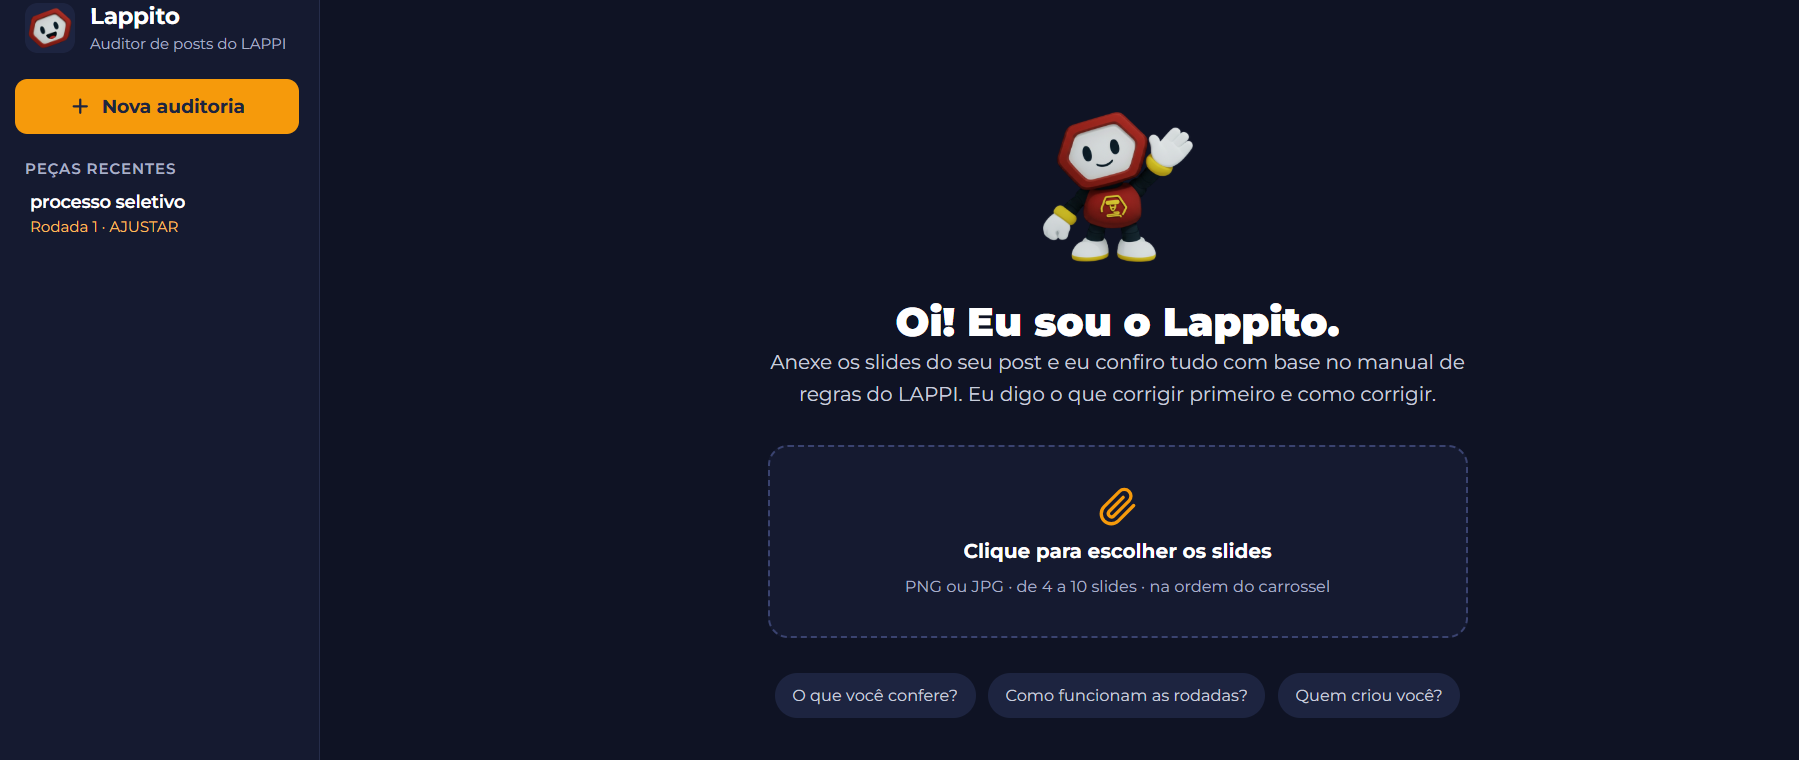 Lappito
Auditor de posts do LAPPI
+ Nova auditoria
PEÇAS RECENTES
processo seletivo
Rodada 1 · AJUSTAR
Oi! Eu sou o Lappito.
Anexe os slides do seu post e eu confiro tudo com base no manual de
regras do LAPPI. Eu digo o que corrigir primeiro e como corrigir.
Clique para escolher os slides
PNG ou JPG · de 4 a 10 slides · na ordem do carrossel
O que você confere?
Como funcionam as rodadas?
Quem criou você?